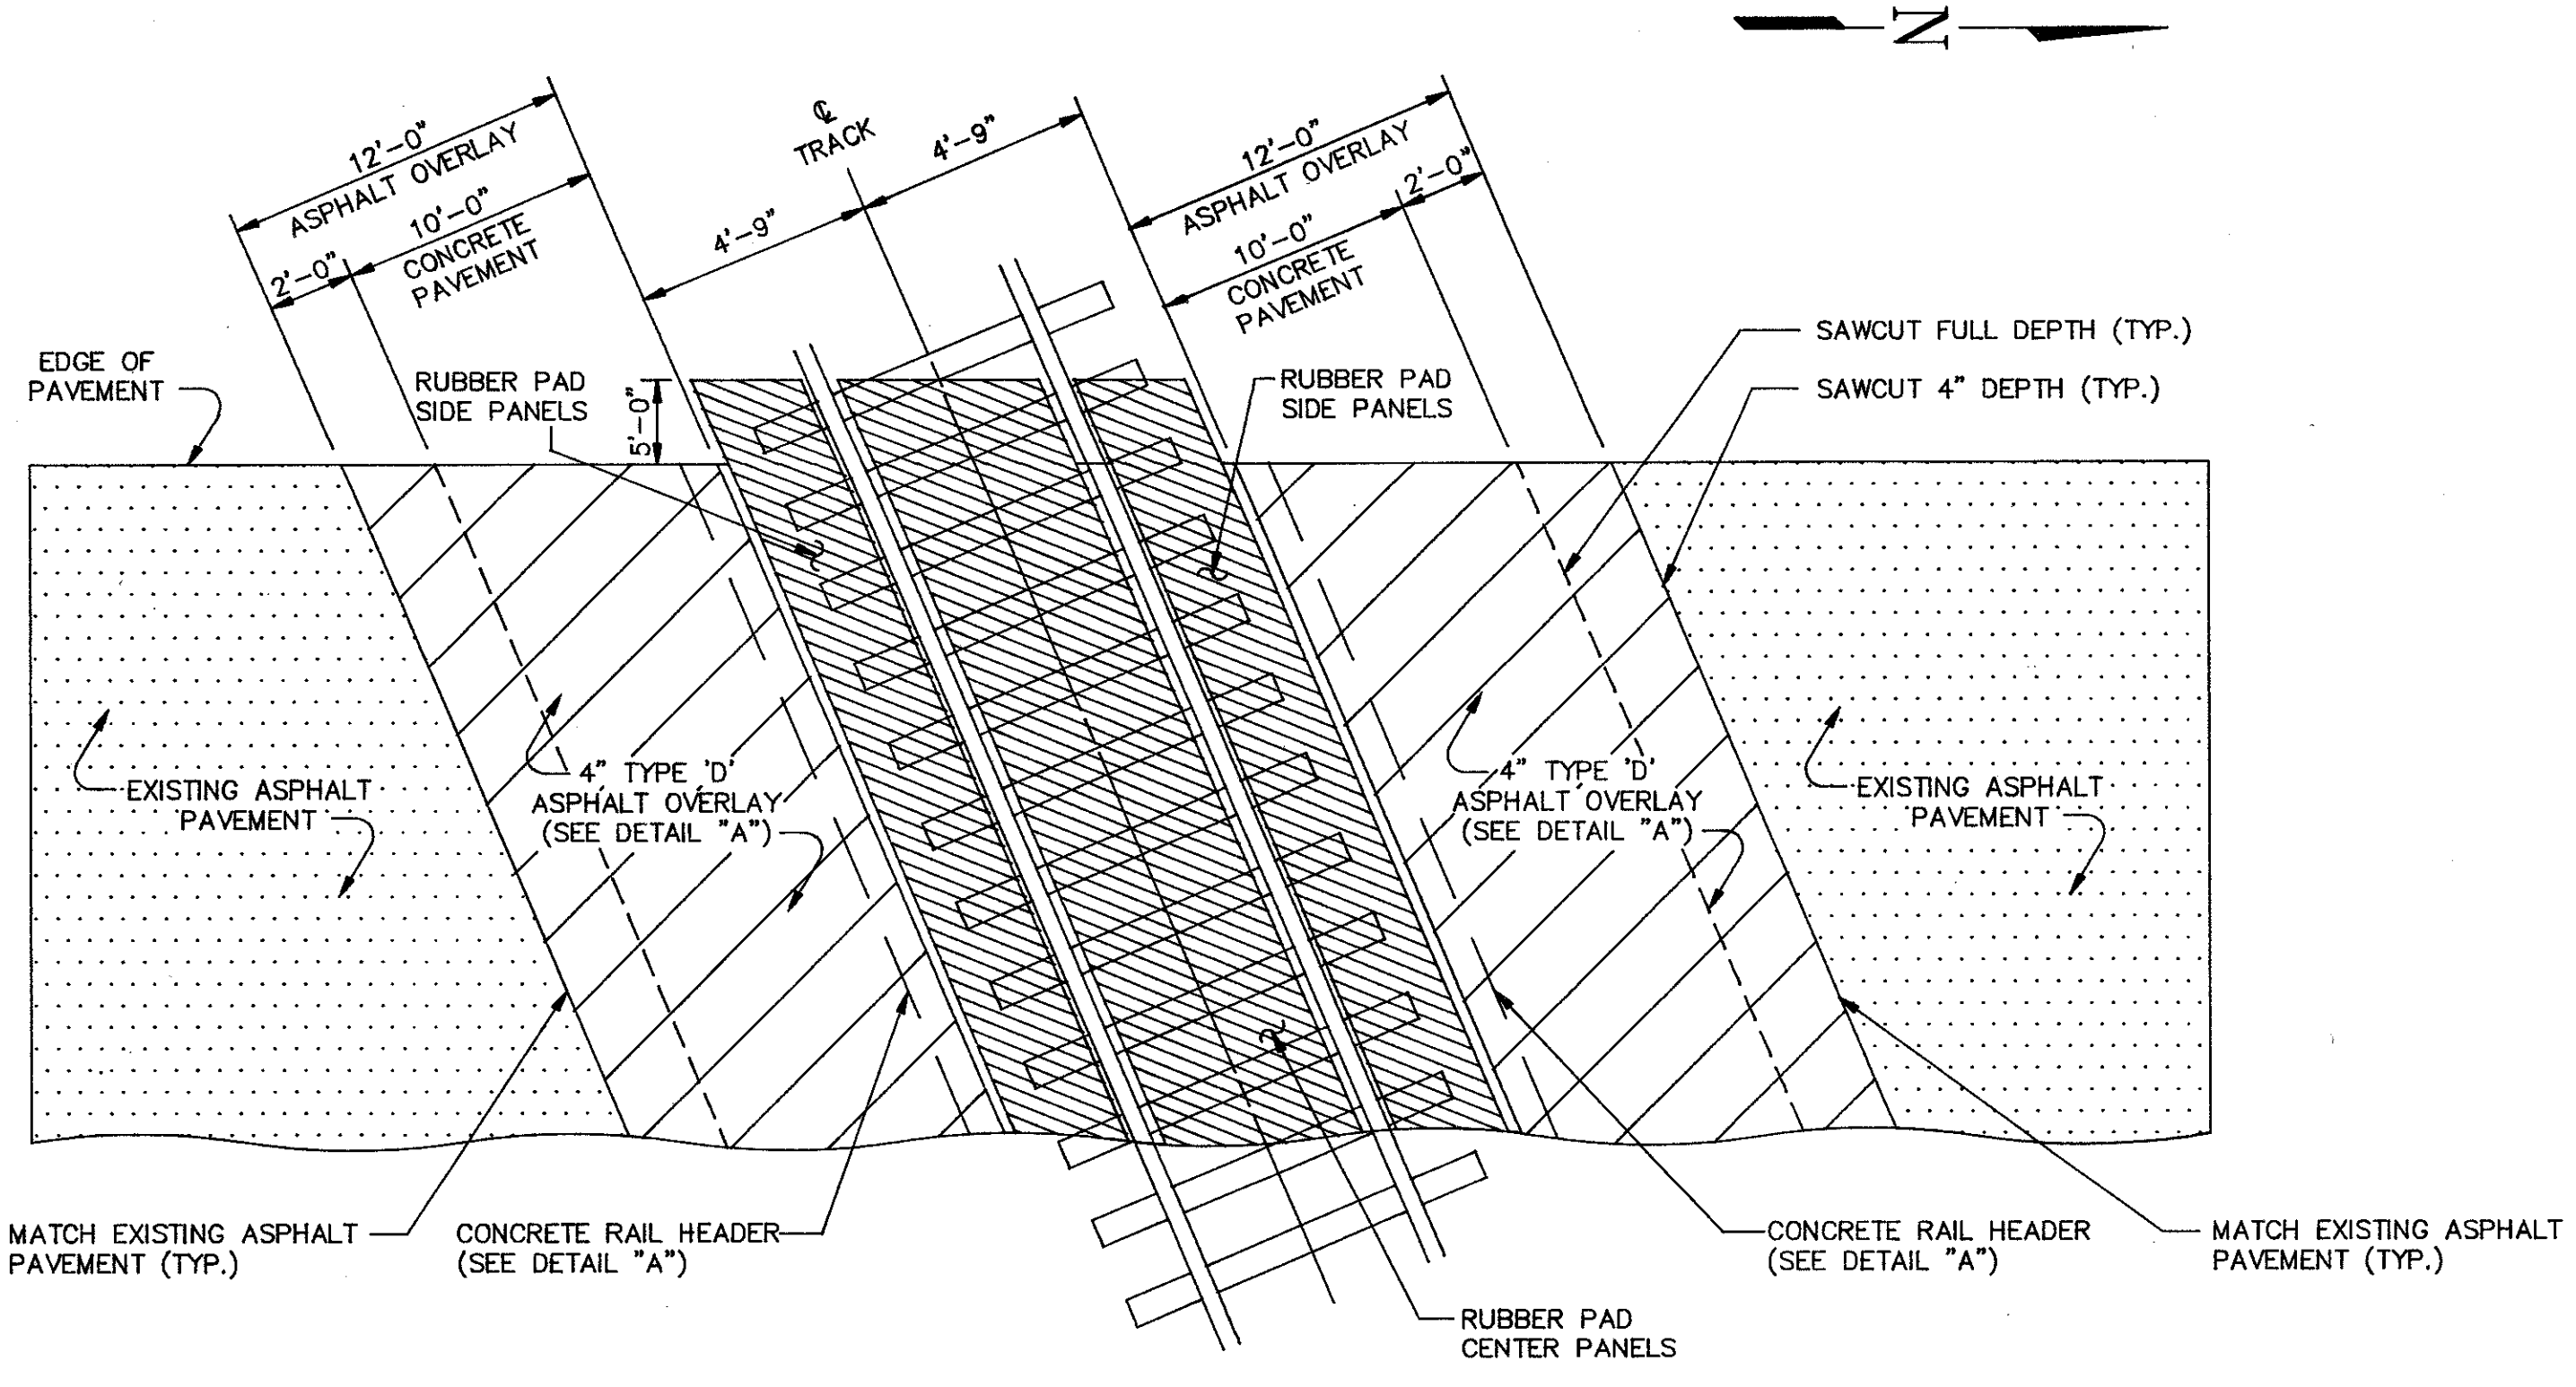 N
12'-0"
ASPHALT OVERLAY
10'-0"
CONCRETE
PAVEMENT
2'-0"
℄
TRACK
4'-9"
4'-9"
12'-0"
ASPHALT OVERLAY
2'-0"
10'-0"
CONCRETE
PAVEMENT
SAWCUT FULL DEPTH (TYP.)
SAWCUT 4" DEPTH (TYP.)
EDGE OF
PAVEMENT
RUBBER PAD
SIDE PANELS
5'-0"
RUBBER PAD
SIDE PANELS
EXISTING ASPHALT
PAVEMENT
4" TYPE 'D'
ASPHALT OVERLAY
(SEE DETAIL "A")
4" TYPE 'D'
ASPHALT OVERLAY
(SEE DETAIL "A")
EXISTING ASPHALT
PAVEMENT
MATCH EXISTING ASPHALT
PAVEMENT (TYP.)
CONCRETE RAIL HEADER
(SEE DETAIL "A")
CONCRETE RAIL HEADER
(SEE DETAIL "A")
MATCH EXISTING ASPHALT
PAVEMENT (TYP.)
RUBBER PAD
CENTER PANELS